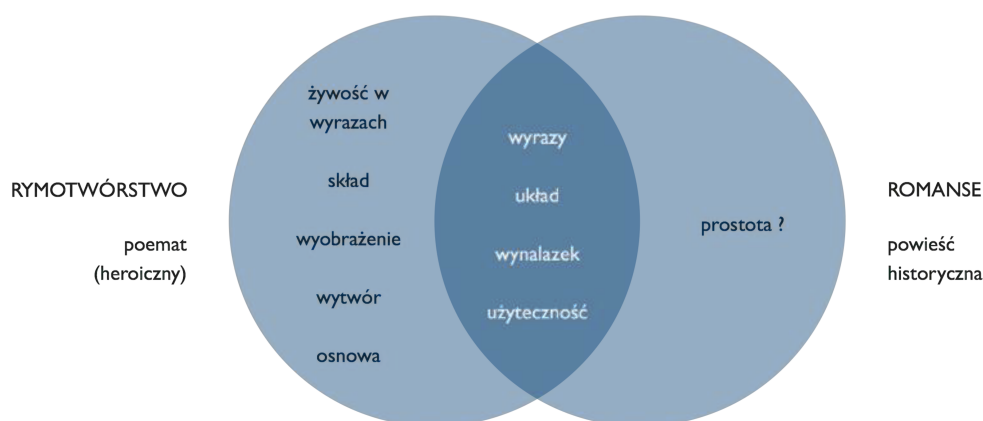 RYMOTWÓRSTWO
poemat
(heroiczny)
żywość w
wyrazach
skład
wyobrażenie
wytwór
osnowa
wyrazy
układ
wynalazek
użyteczność
prostota ?
ROMANSE
powieść
historyczna